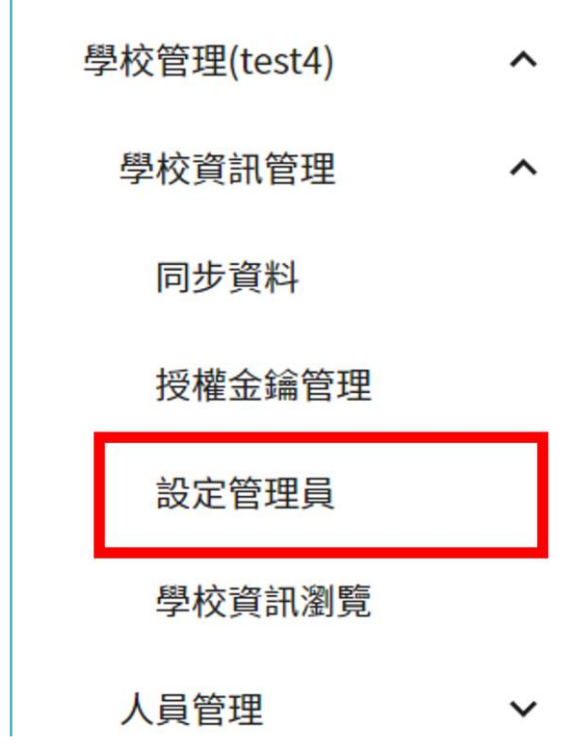 學校管理(test4)
學校資訊管理
同步資料
授權金鑰管理
設定管理員
學校資訊瀏覽
人員管理